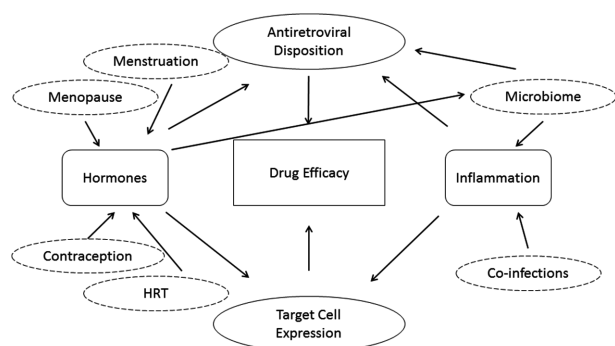 Antiretroviral
Disposition
Menstruation
Menopause
Microbiome
Hormones
Drug Efficacy
Inflammation
Contraception
HRT
Co-infections
Target Cell
Expression